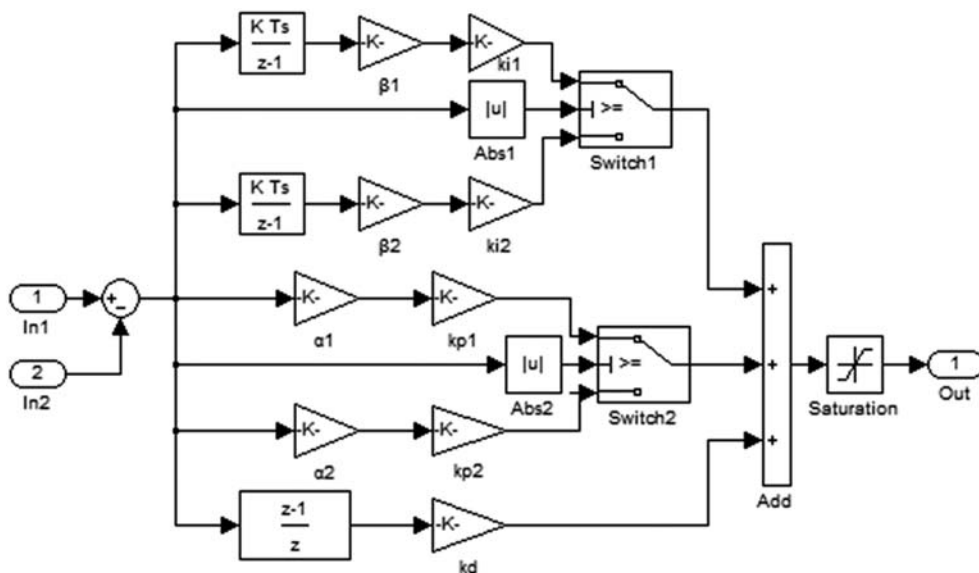 K Ts
z-1
-K-
β1
-K-
ki1
|u|
Abs1
>=
Switch1
K Ts
z-1
-K-
β2
-K-
ki2
1
In1
+
-
2
In2
-K-
α1
-K-
kp1
|u|
Abs2
>=
Switch2
-K-
α2
-K-
kp2
z-1
z
-K-
kd
+
+
+
Add
Saturation
1
Out